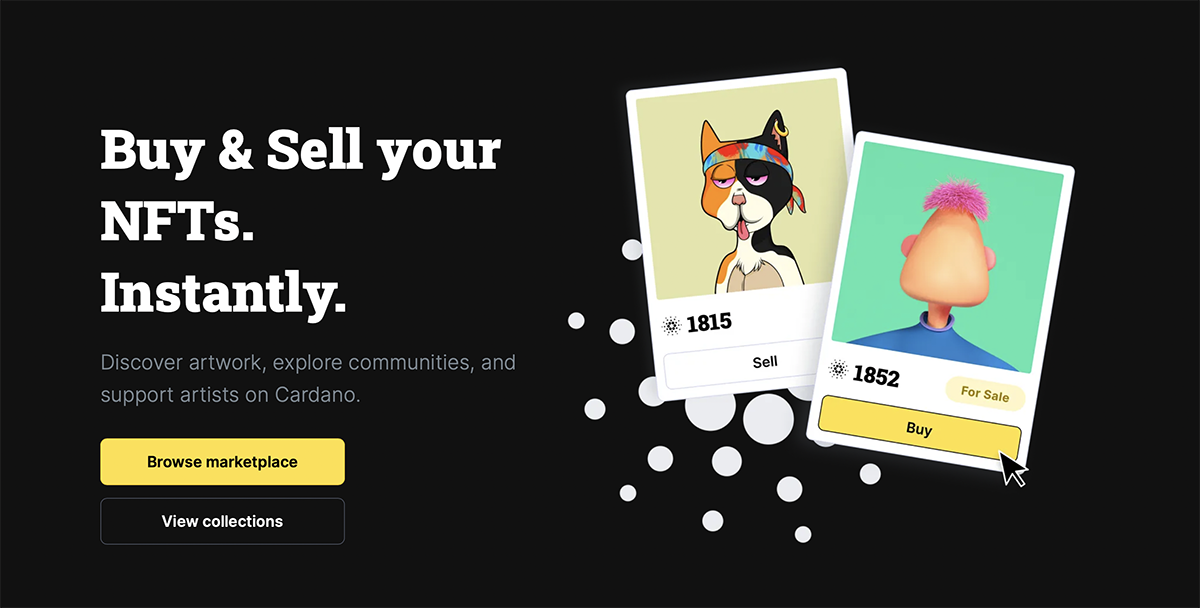 Buy & Sell your
NFTs.
Instantly.
Discover artwork, explore communities, and
support artists on Cardano.
Browse marketplace
View collections
1815
Sell
1852
For Sale
Buy